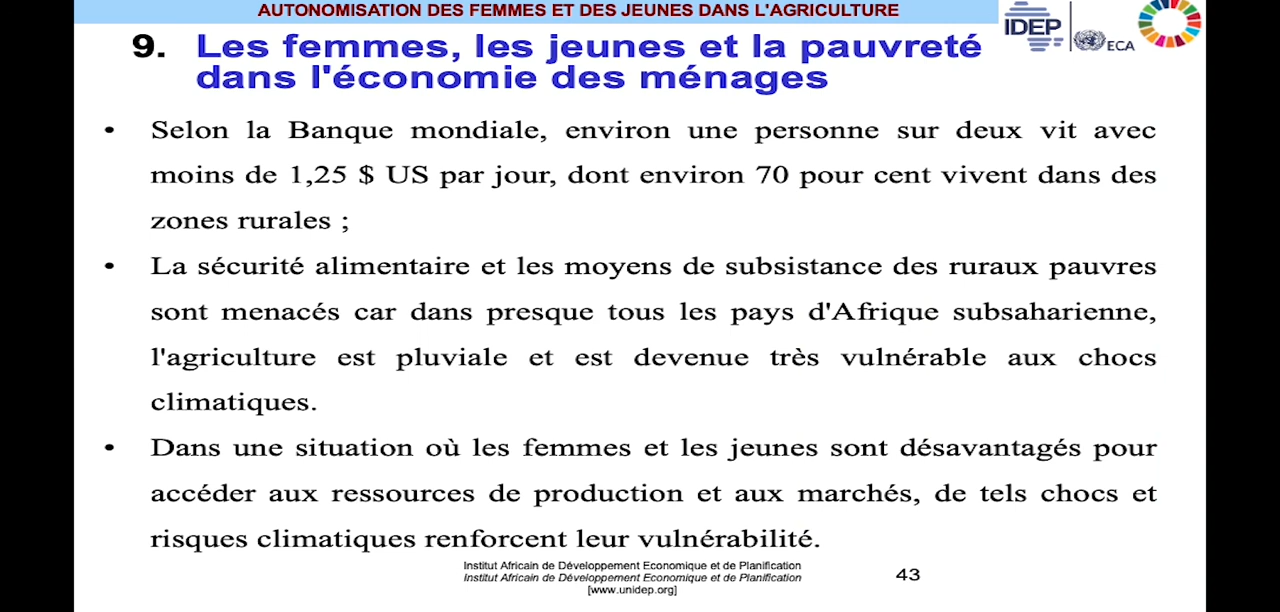 AUTONOMISATION DES FEMMES ET DES JEUNES DANS L'AGRICULTURE
IDEP
ECA
9. Les femmes, les jeunes et la pauvreté
dans l'économie des ménages
• Selon la Banque mondiale, environ une personne sur deux vit avec
moins de 1,25 $ US par jour, dont environ 70 pour cent vivent dans des
zones rurales ;
• La sécurité alimentaire et les moyens de subsistance des ruraux pauvres
sont menacés car dans presque tous les pays d'Afrique subsaharienne,
l'agriculture est pluviale et est devenue très vulnérable aux chocs
climatiques.
• Dans une situation où les femmes et les jeunes sont désavantagés pour
accéder aux ressources de production et aux marchés, de tels chocs et
risques climatiques renforcent leur vulnérabilité.
Institut Africain de Développement Economique et de Planification
Institut Africain de Développement Economique et de Planification
[www.unidep.org]
43